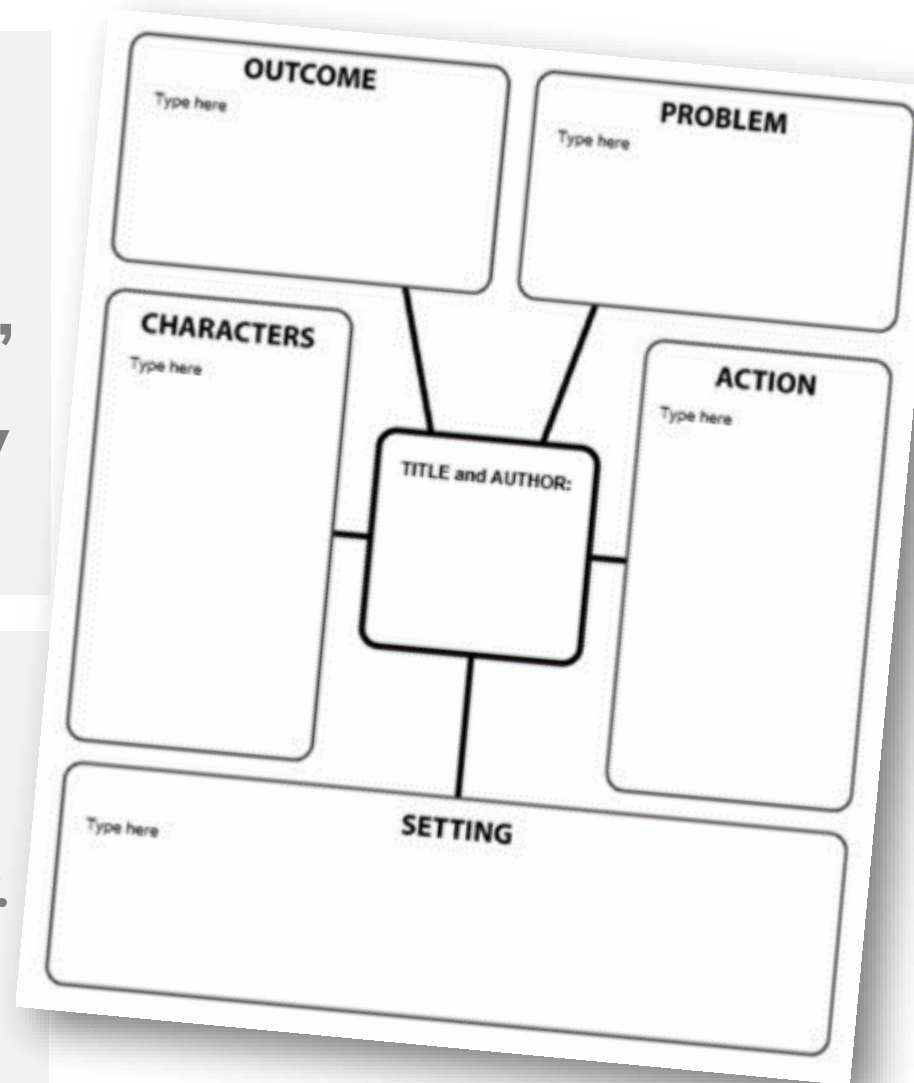 OUTCOME
Type here
PROBLEM
Type here
CHARACTERS
Type here
ACTION
Type here
TITLE and AUTHOR:
SETTING
Type here